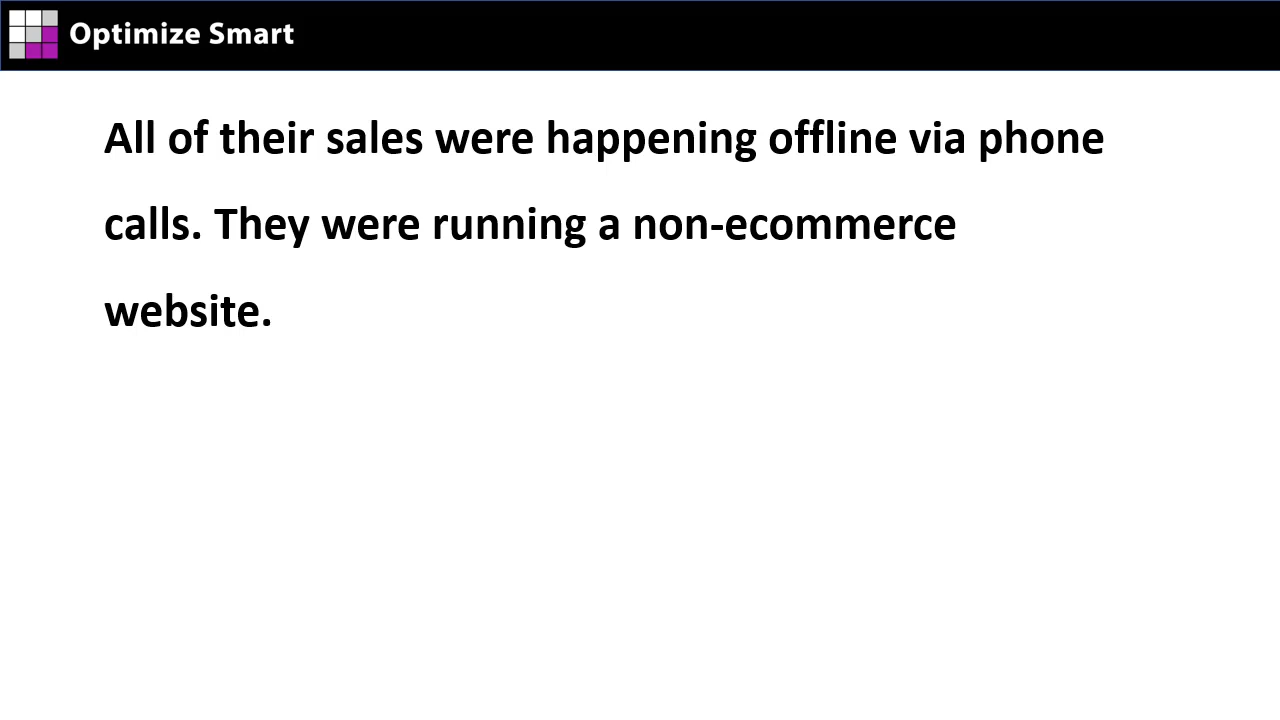 Optimize Smart
All of their sales were happening offline via phone
calls. They were running a non-ecommerce
website.